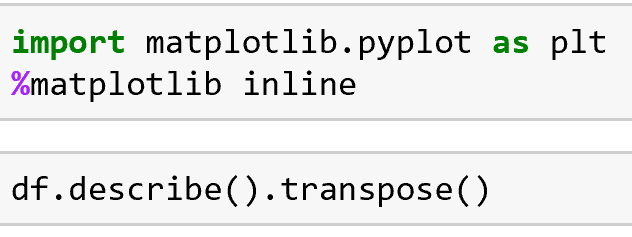 import matplotlib.pyplot as plt
%matplotlib inline
df.describe().transpose()